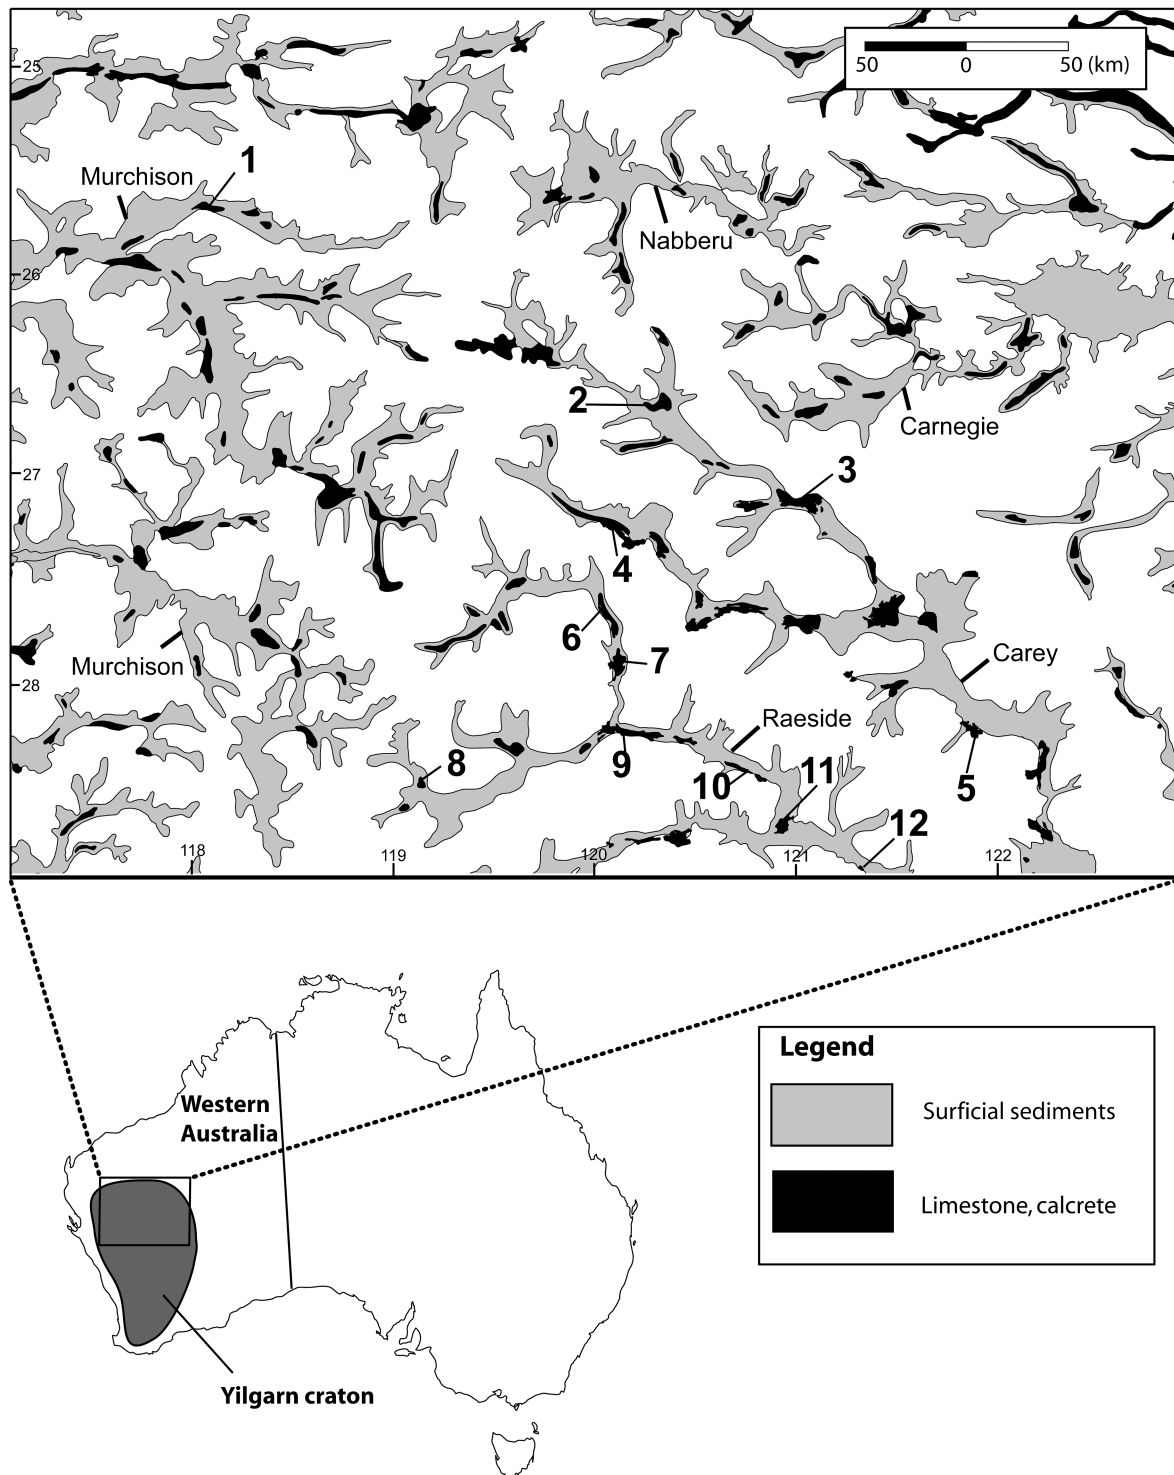 25
50 0 50 (km)
1
Murchison
Nabberu
26
2
Carnegie
27
3
4
6
Murchison
7
Carey
28
Raeside
8
9
10
11
5
12
118
119
120
121
122
Western
Australia
Legend
Surficial sediments
Limestone, calcrete
Yilgarn craton